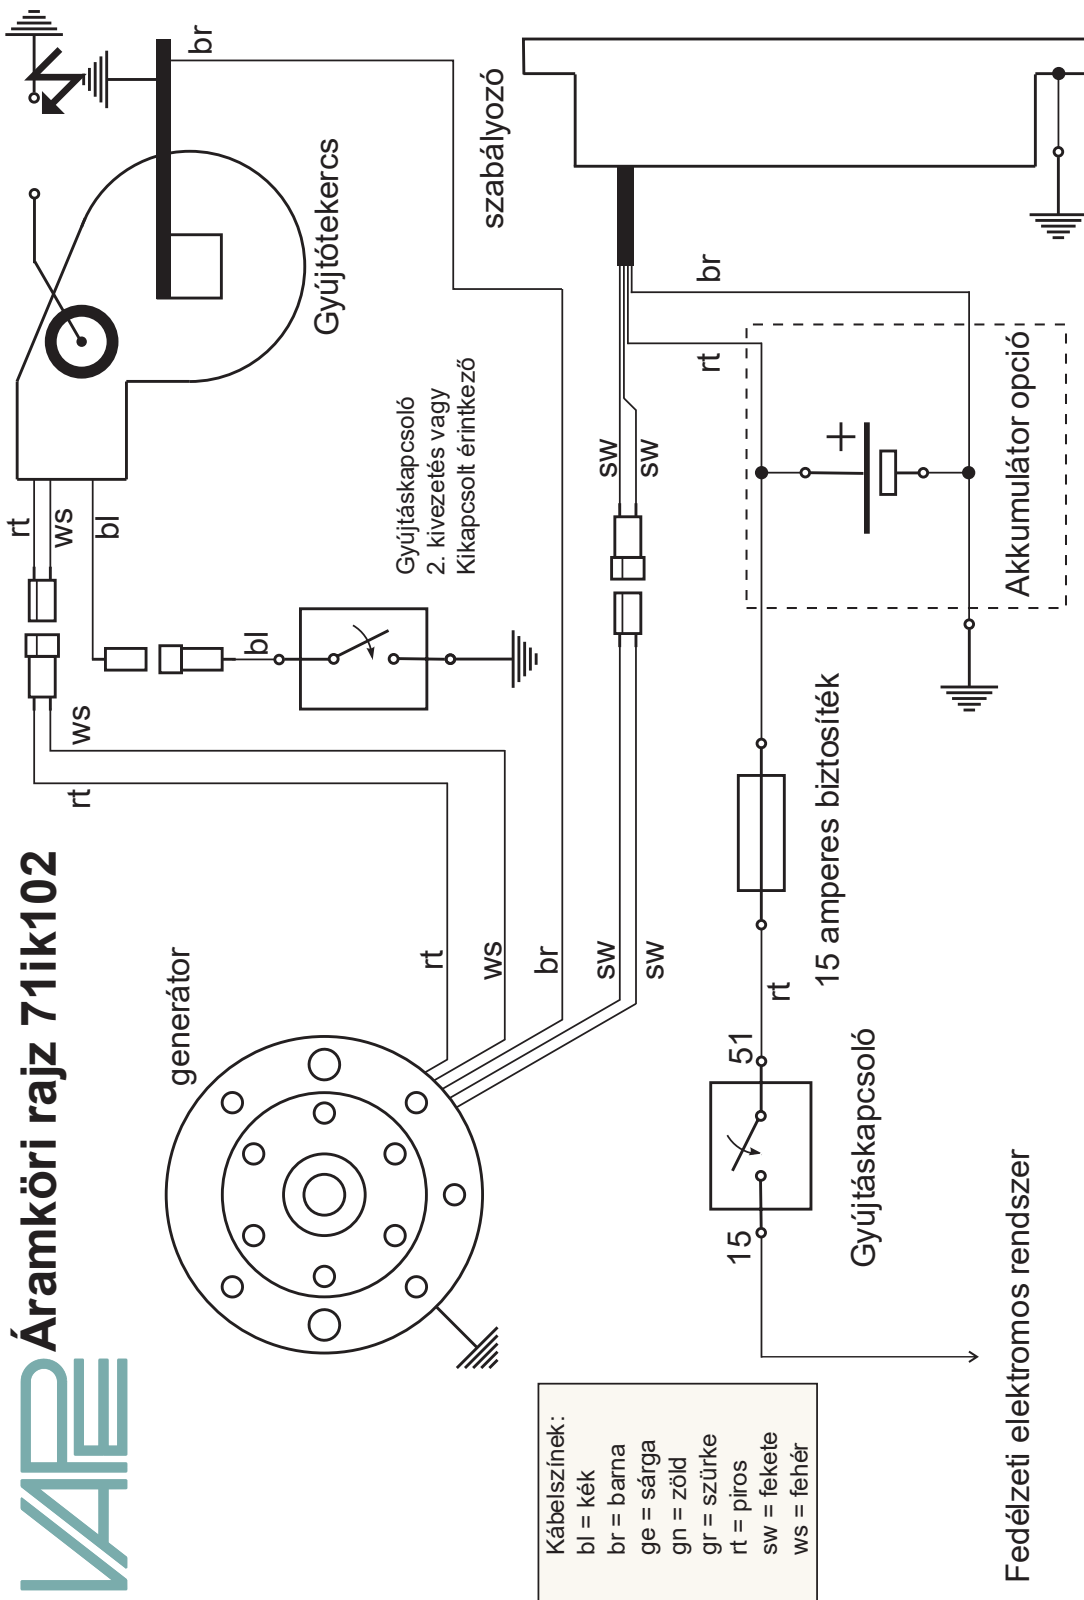 VAPE
Áramköri rajz 71ik102
generátor
rt
ws
br
sw
sw
rt
ws
rt
ws
bl
bl
Gyújtáskapcsoló
2. kivezetés vagy
Kikapcsolt érintkező
Gyújtótekercs
br
szabályozó
sw
sw
rt
br
Akkumulátor opció
+
15 amperes biztosíték
rt
51
15
Gyújtáskapcsoló
Fedélzeti elektromos rendszer
Kábelszínek:
bl = kék
br = barna
ge = sárga
gn = zöld
gr = szürke
rt = piros
sw = fekete
ws = fehér